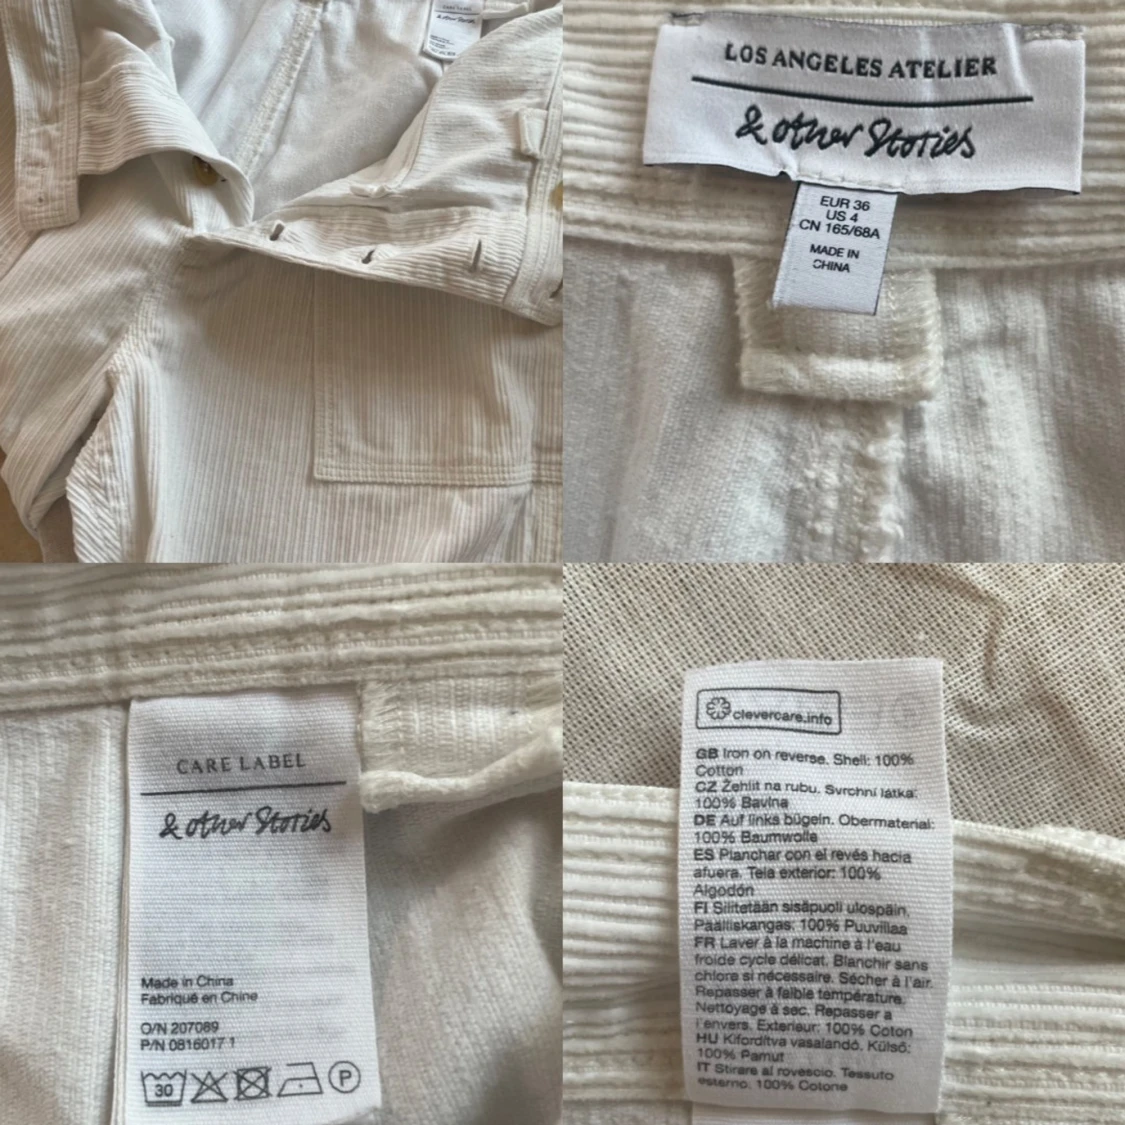 CARE LABEL
& other Stories
LOS ANGELES ATELIER
& other Stories
EUR 36
US 4
CN 165/68A
MADE IN
CHINA
CARE LABEL
& other Stories
Made in China
Fabriqué en Chine
O/N 207089
P/N 0816017 1
30
P
clevercare.info
GB Iron on reverse. Shell: 100%
Cotton
CZ Žehlit na rubu. Svrchní látka:
100% Bavlna
DE Auf links bügeln. Obermaterial:
100% Baumwolle
ES Planchar con el revés hacia
afuera. Tela exterior: 100%
Algodón
FI Silitetään sisäpuoli ulospäin.
Päälliskangas: 100% Puuvillaa
FR Laver à la machine à l'eau
froide cycle délicat. Blanchir sans
chlore si nécessaire. Sécher à l'air.
Repasser à faible température.
Nettoyage à sec. Repasser a
l'envers. Exterieur: 100% Coton
HU Kifordítva vasalandó. Külső:
100% Pamut
IT Stirare al rovescio. Tessuto
esterno: 100% Cotone